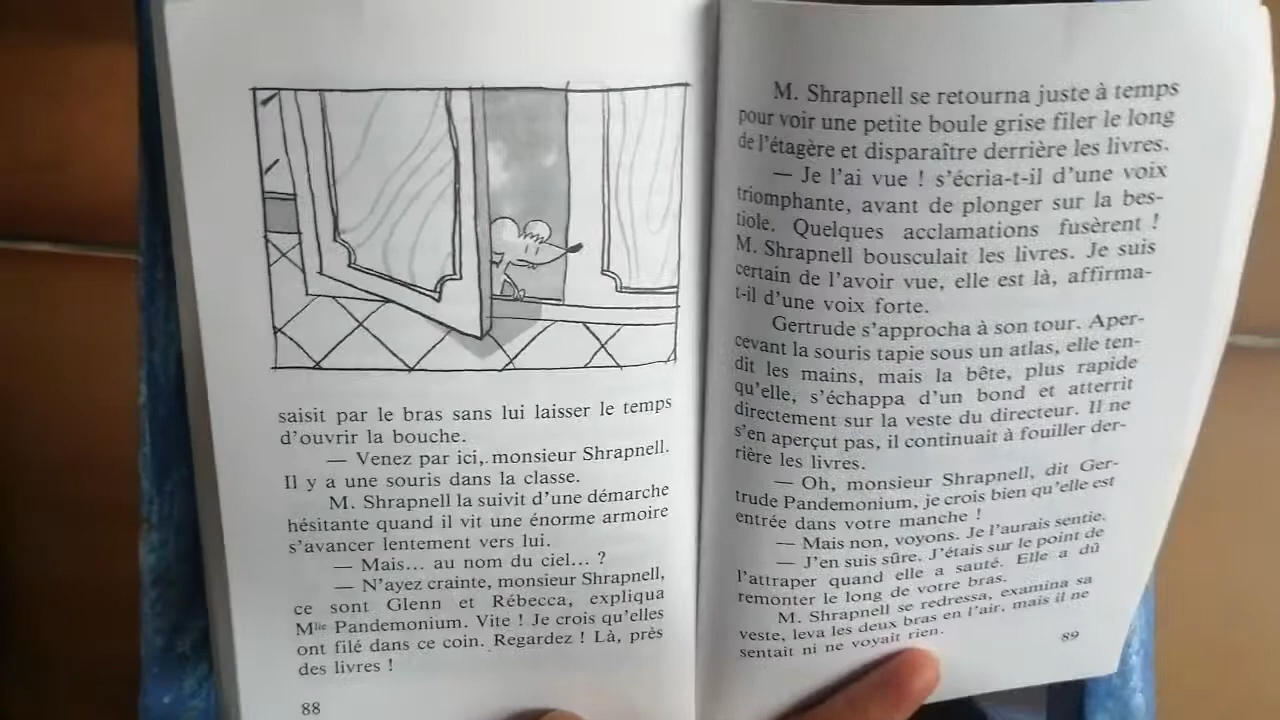 saisit par le bras sans lui laisser le temps
d'ouvrir la bouche.
— Venez par ici, monsieur Shrapnell.
Il y a une souris dans la classe.
M. Shrapnell la suivit d'une démarche
hésitante quand il vit une énorme armoire
s'avancer lentement vers lui.
— Mais... au nom du ciel... ?
— N'ayez crainte, monsieur Shrapnell,
ce sont Glenn et Rébecca, expliqua
Mlle Pandemonium. Vite ! Je crois qu'elles
ont filé dans ce coin. Regardez ! Là, près
des livres !
88
M. Shrapnell se retourna juste à temps
pour voir une petite boule grise filer le long
de l'étagère et disparaître derrière les livres.
— Je l'ai vue ! s'écria-t-il d'une voix
triomphante, avant de plonger sur la bes-
tiole. Quelques acclamations fusèrent !
M. Shrapnell bousculait les livres. Je suis
certain de l'avoir vue, elle est là, affirma-
t-il d'une voix forte.
Gertrude s'approcha à son tour. Aper-
cevant la souris tapie sous un atlas, elle ten-
dit les mains, mais la bête, plus rapide
qu'elle, s'échappa d'un bond et atterrit
directement sur la veste du directeur. Il ne
s'en aperçut pas, il continuait à fouiller der-
rière les livres.
— Oh, monsieur Shrapnell, dit Ger-
trude Pandemonium, je crois bien qu'elle est
entrée dans votre manche !
— Mais non, voyons. Je l'aurais sentie.
— J'en suis sûre. J'étais sur le point de
l'attraper quand elle a sauté. Elle a dû
remonter le long de votre bras.
M. Shrapnell se redressa, examina sa
veste, leva les deux bras en l'air, mais il ne
sentait ni ne voyait rien.
89